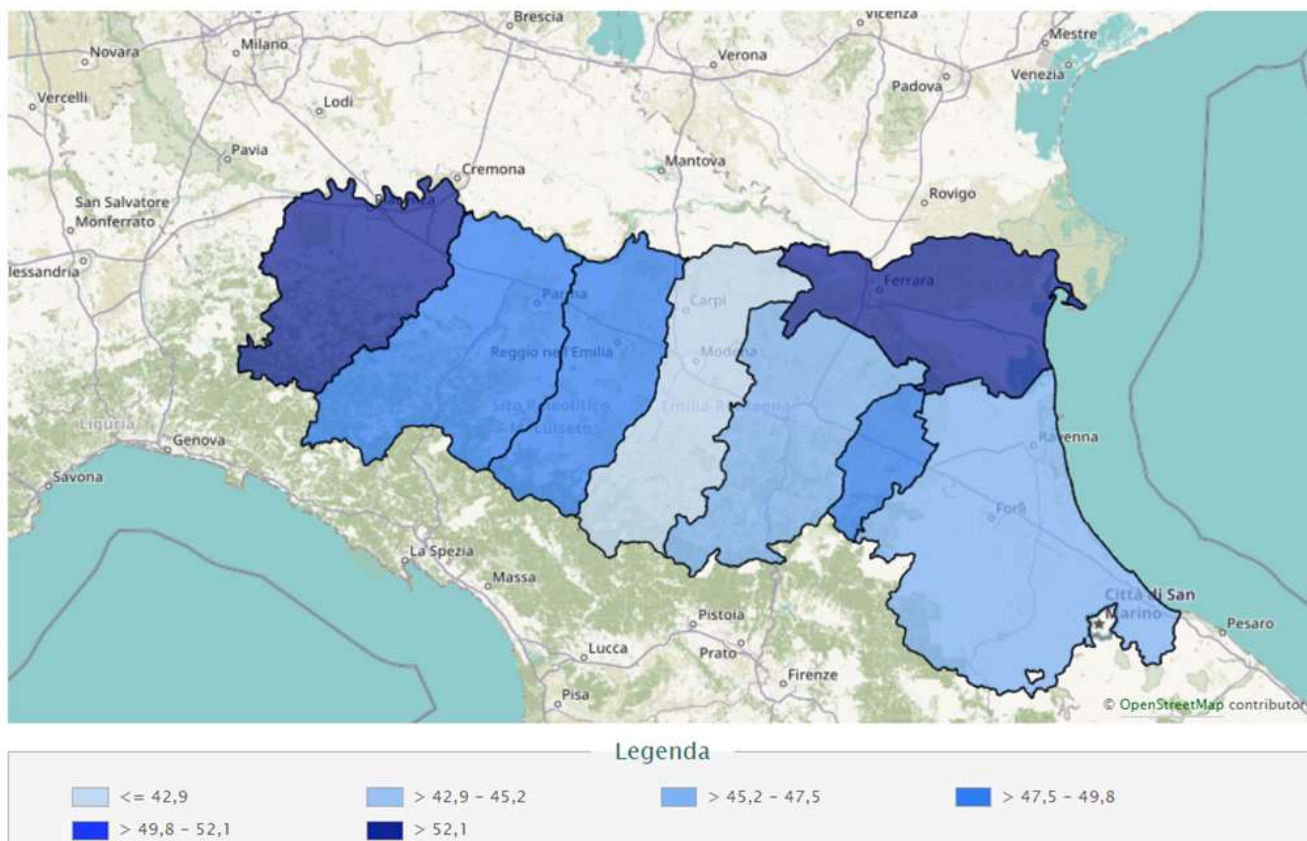 Brescia
Vicenza
Mestre
Novara
Milano
Verona
Venezia
Padova
Vercelli
Lodi
Pavia
Mantova
Cremona
Rovigo
San Salvatore
Monferrato
lessandria
Ferrara
Parma
Carpi
Reggio nell'Emilia
Modena
Emilia-Romagna
Liguria
Genova
Ravenna
Savona
Forlì
La Spezia
Massa
Città di San
Marino
Pistoia
Pesaro
Lucca
Prato
Firenze
Pisa
© OpenStreetMap contributor
Legenda
<= 42,9
> 42,9 – 45,2
> 45,2 – 47,5
> 47,5 – 49,8
> 49,8 – 52,1
> 52,1